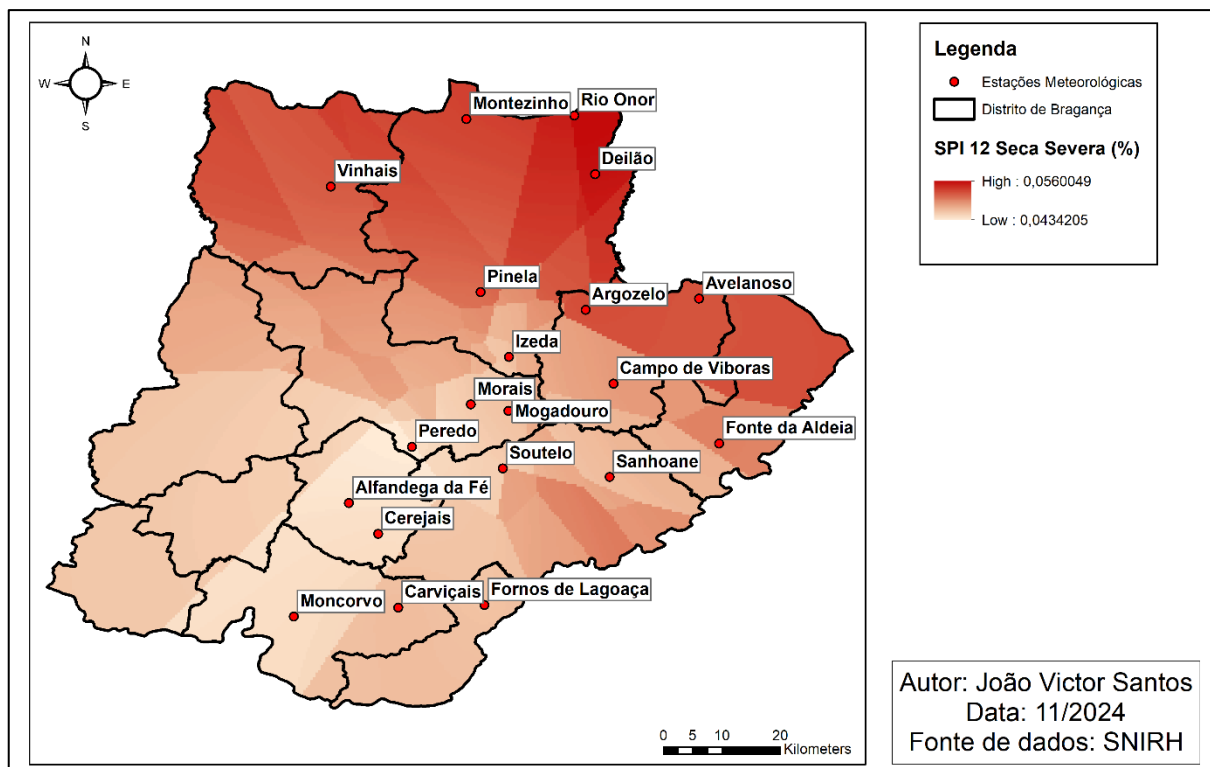 N
W E
S
Montezinho
Rio Onor
Deilão
Vinhais
Pinela
Argozelo
Avelanoso
Izeda
Campo de Viboras
Morais
Mogadouro
Peredo
Fonte da Aldeia
Soutelo
Sanhoane
Alfandega da Fé
Cerejais
Moncorvo
Carviçais
Fornos de Lagoaça
0 5 10 20
Kilometers
Legenda
Estações Meteorológicas
Distrito de Bragança
SPI 12 Seca Severa (%)
High : 0,0560049
Low : 0,0434205
Autor: João Victor Santos
Data: 11/2024
Fonte de dados: SNIRH